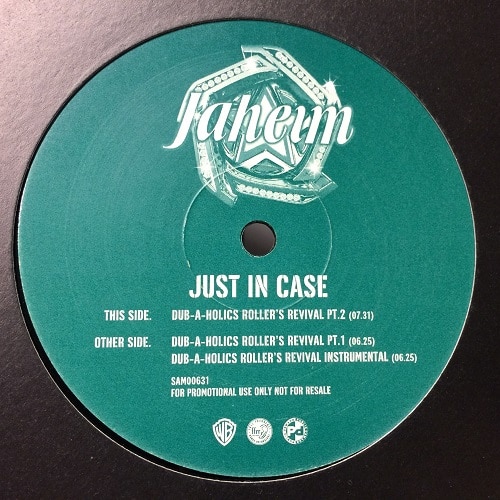 Jaheim
JUST IN CASE
THIS SIDE. DUB-A-HOLICS ROLLER'S REVIVAL PT.2 (07.31)
OTHER SIDE. DUB-A-HOLICS ROLLER'S REVIVAL PT.1 (06.25)
DUB-A-HOLICS ROLLER'S REVIVAL INSTRUMENTAL (06.25)
SAM00631
FOR PROMOTIONAL USE ONLY NOT FOR RESALE
WB